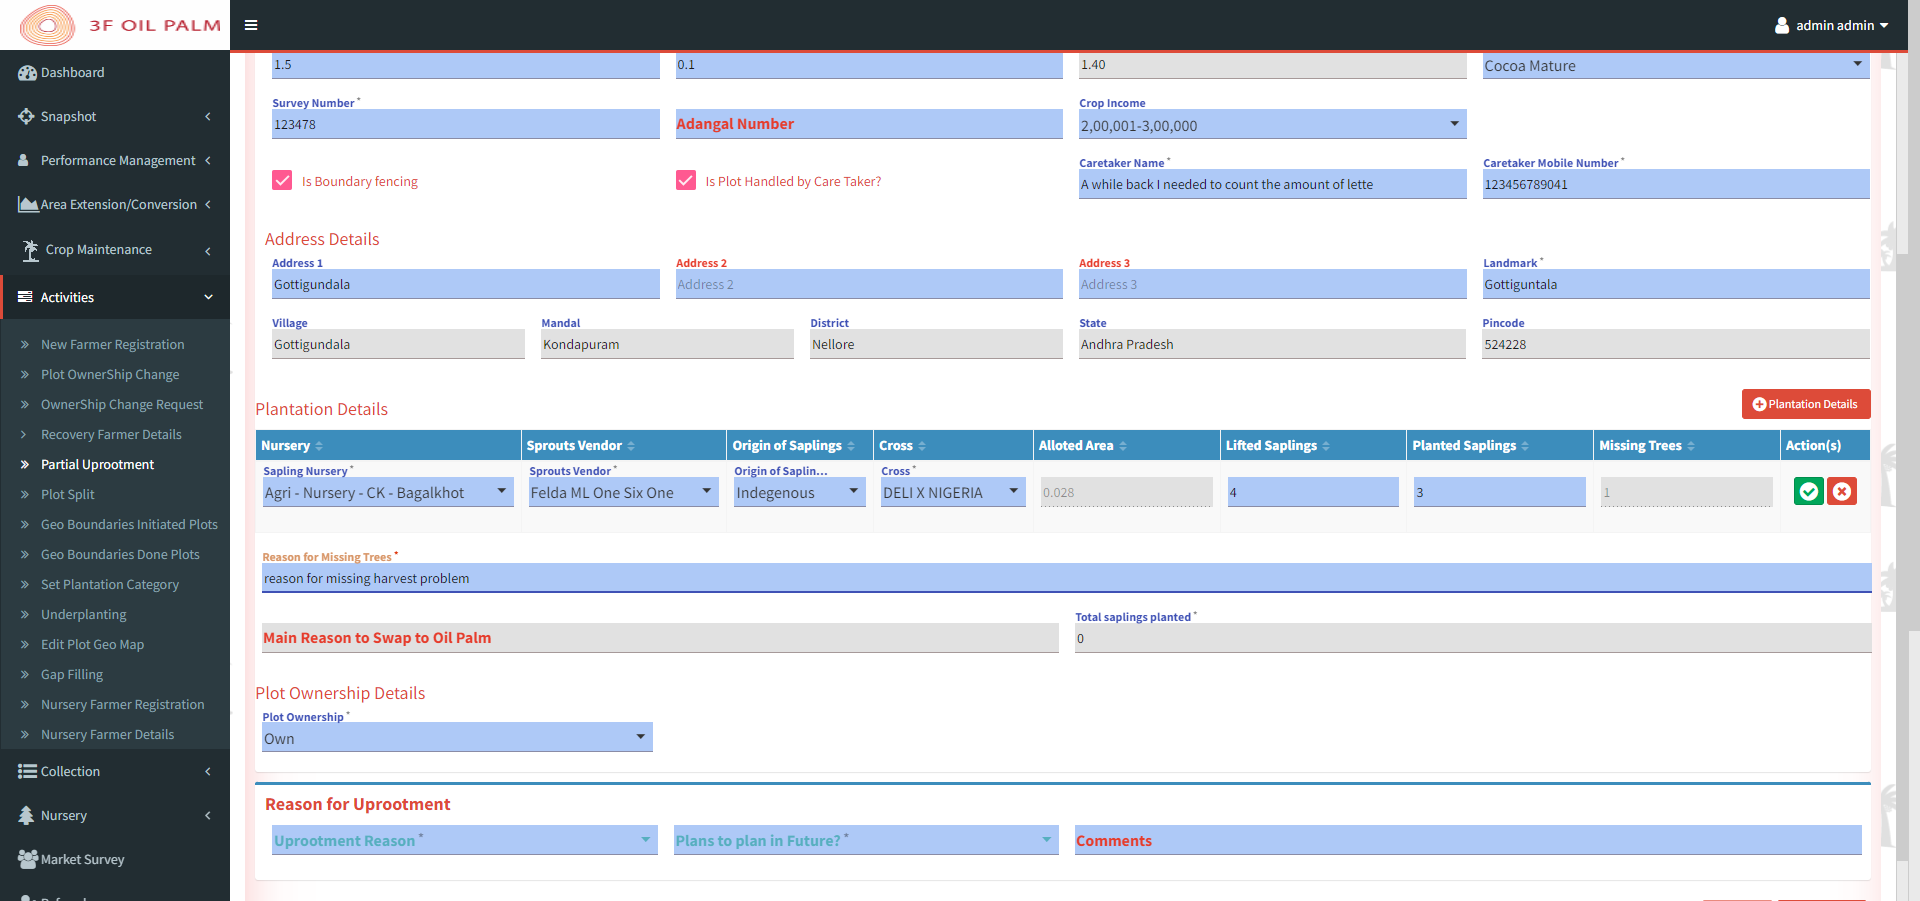 3F OIL PALM
admin admin
Dashboard
Snapshot
Performance Management
Area Extension/Conversion
Crop Maintenance
Activities
New Farmer Registration
Plot OwnerShip Change
OwnerShip Change Request
Recovery Farmer Details
Partial Uprootment
Plot Split
Geo Boundaries Initiated Plots
Geo Boundaries Done Plots
Set Plantation Category
Underplanting
Edit Plot Geo Map
Gap Filling
Nursery Farmer Registration
Nursery Farmer Details
Collection
Nursery
Market Survey
1.5 0.1 1.40 Cocoa Mature
Survey Number * Crop Income
123478 Adangal Number 2,00,001-3,00,000
Caretaker Name * Caretaker Mobile Number *
Is Boundary fencing Is Plot Handled by Care Taker? A while back I needed to count the amount of lette 123456789041
Address Details
Address 1 Address 2 Address 3 Landmark *
Gottigundala Address 2 Address 3 Gottiguntala
Village Mandal District State Pincode
Gottigundala Kondapuram Nellore Andhra Pradesh 524228
Plantation Details Plantation Details
Nursery Sprouts Vendor Origin of Saplings Cross Alloted Area Lifted Saplings Planted Saplings Missing Trees Action(s)
Sapling Nursery * Sprouts Vendor * Origin of Saplin... Cross *
Agri - Nursery - CK - Bagalkhot Felda ML One Six One Indegenous DELI X NIGERIA 0.028 4 3 1
Reason for Missing Trees *
reason for missing harvest problem
Total saplings planted *
Main Reason to Swap to Oil Palm 0
Plot Ownership Details
Plot Ownership *
Own
Reason for Uprootment
Uprootment Reason * Plans to plan in Future? * Comments